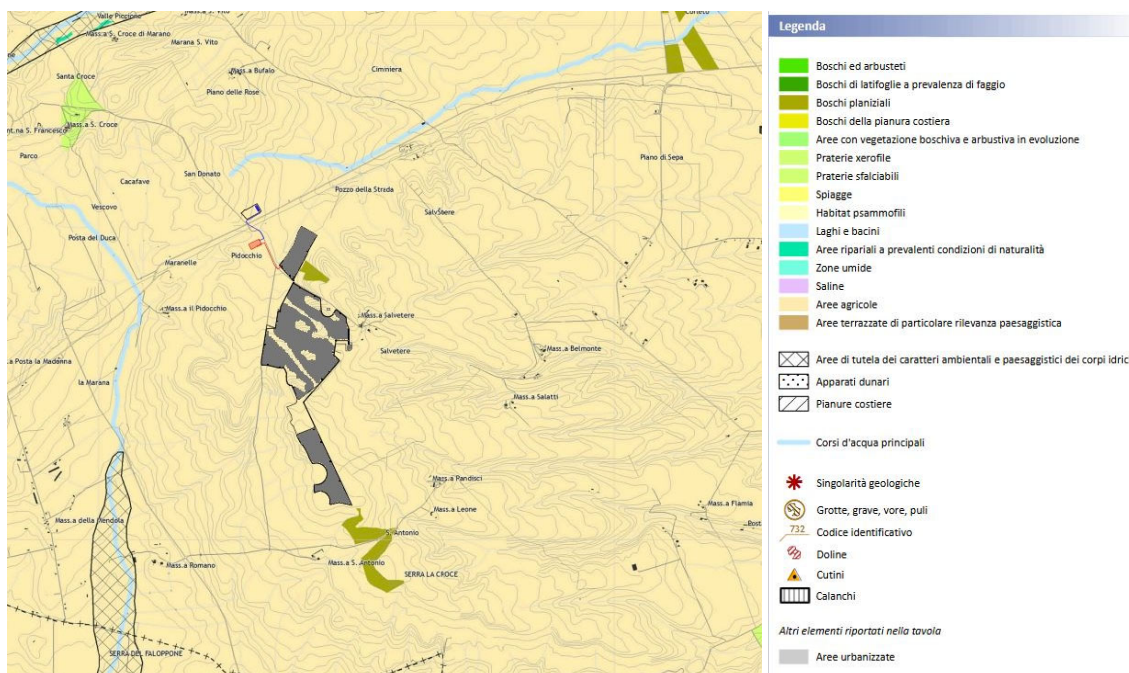 Valle Piccione
Mass.a S. Vito
Corleto
Mass.a S. Croce di Marano
Marana S. Vito
Santa Croce
Mass.a Bufalo
Ciminiera
Piano delle Rose
Mass.a S. Croce
nt.na S. Francesco
Parco
Piano di Sepa
San Donato
Cacafave
Pozzo della Strada
Vescovo
Posta del Duca
Pidocchio
Maranelle
Mass.a il Pidocchio
Mass.a Salvetere
Salvetere
.a Posta la Madonna
Mass.a Belmonte
la Marana
Mass.a Salatti
Mass.a Pandisci
Mass.a Leone
Mass.a Flamia
Mass.a della Mendola
S. Antonio
Mass.a Romano
Mass.a S. Antonio
SERRA LA CROCE
SERRA DEL FALOPPONE
Legenda
Boschi ed arbusteti
Boschi di latifoglie a prevalenza di faggio
Boschi planiziali
Boschi della pianura costiera
Aree con vegetazione boschiva e arbustiva in evoluzione
Praterie xerofile
Praterie sfalciabili
Spiagge
Habitat psammofili
Laghi e bacini
Aree ripariali a prevalenti condizioni di naturalità
Zone umide
Saline
Aree agricole
Aree terrazzate di particolare rilevanza paesaggistica
Aree di tutela dei caratteri ambientali e paesaggistici dei corpi idric
Apparati dunari
Pianure costiere
Corsi d'acqua principali
Singolarità geologiche
Grotte, grave, vore, puli
732 Codice identificativo
Doline
Cutini
Calanchi
Altri elementi riportati nella tavola
Aree urbanizzate